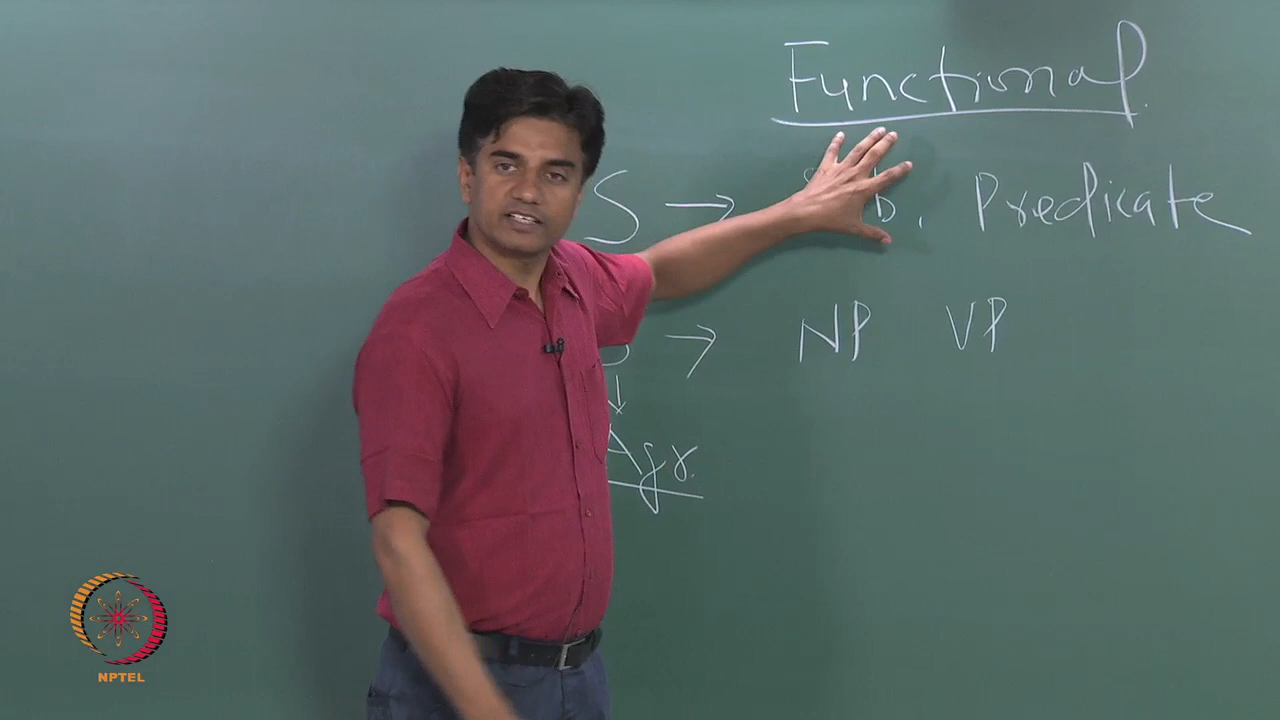 Functional
S → b. Predicate
→ NP VP
↓
Agr.
NPTEL